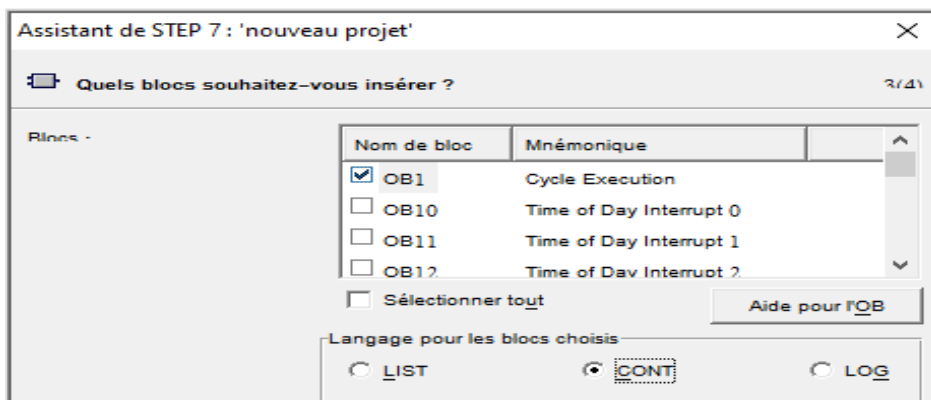 Assistant de STEP 7 : 'nouveau projet'
Quels blocs souhaitez-vous insérer ? 3(4)
Blocs :
Nom de bloc Mnémonique
OB1 Cycle Execution
OB10 Time of Day Interrupt 0
OB11 Time of Day Interrupt 1
OB12 Time of Day Interrupt 2
Sélectionner tout Aide pour l'OB
Langage pour les blocs choisis
LIST CONT LOG